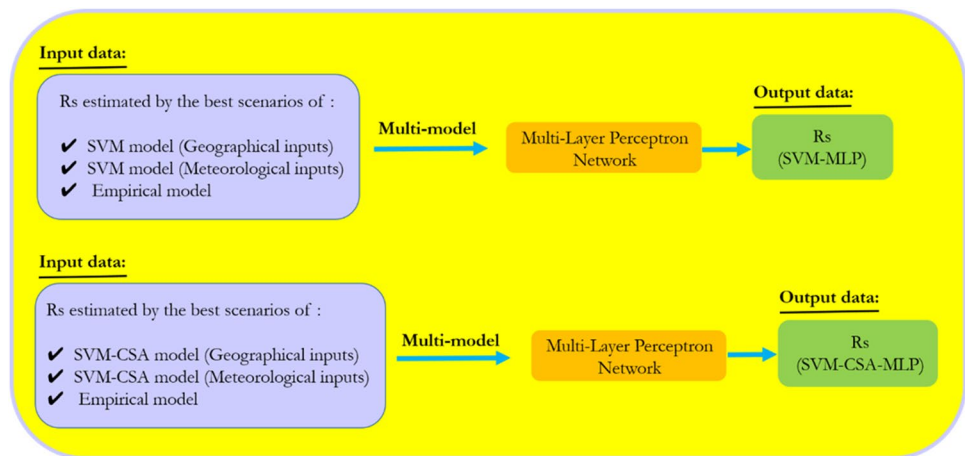 Input data:
Rs estimated by the best scenarios of :
✔ SVM model (Geographical inputs)
✔ SVM model (Meteorological inputs)
✔ Empirical model
Multi-model
Multi-Layer Perceptron
Network
Output data:
Rs
(SVM-MLP)
Input data:
Rs estimated by the best scenarios of :
✔ SVM-CSA model (Geographical inputs)
✔ SVM-CSA model (Meteorological inputs)
✔ Empirical model
Multi-model
Multi-Layer Perceptron
Network
Output data:
Rs
(SVM-CSA-MLP)